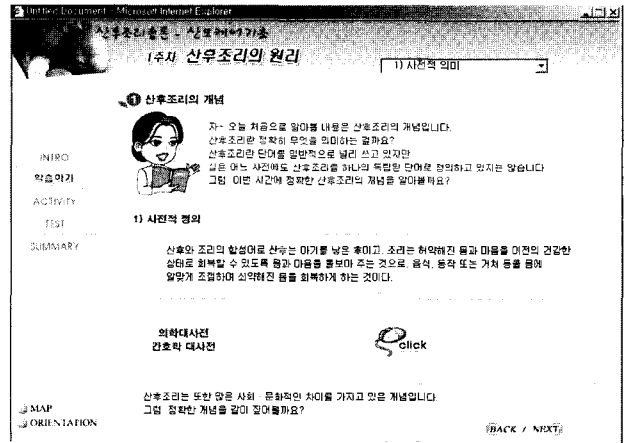 Untitled Document - Microsoft Internet Explorer
산후조리총론 - 산모케어기초
1주차 산후조리의 원리
1) 사전적 의미
1 산후조리의 개념
자~ 오늘 처음으로 알아볼 내용은 산후조리의 개념입니다.
산후조리란 정확히 무엇을 의미하는 걸까요?
산후조리란 단어를 일반적으로 널리 쓰고 있지만
실은 어느 사전에도 산후조리를 하나의 독립된 단어로 정의하고 있지는 않습니다
그럼 이번 시간에 정확한 산후조리의 개념을 알아볼까요?
INTRO
학습하기
ACTIVITY
TEST
SUMMARY
1) 사전적 정의
산후와 조리의 합성어로 산후는 아기를 낳은 후미고, 조리는 허약해진 몸과 마음을 이전의 건강한
상태로 회복할 수 있도록 몸과 마음을 돌보아 주는 것으로, 음식, 동작 또는 거처 등을 몸에
알맞게 조절하여 쇠약해진 몸을 회복하게 하는 것이다.
의학대사전
간호학 대사전
click
산후조리는 또한 많은 사회 · 문화적인 차이를 가지고 있은 개념입니다.
그럼 정확한 개념을 같이 짚어볼까요?
MAP
ORIENTATION
BACK / NEXT